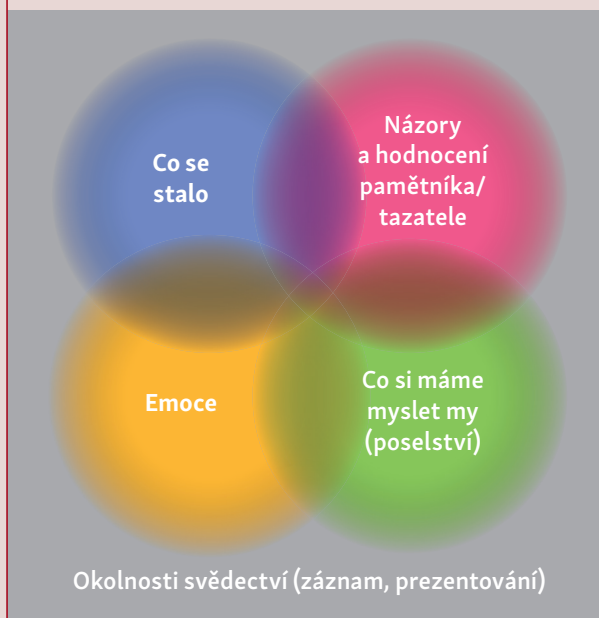 Co se
stalo
Názory
a hodnocení
pamětníka/
tazatele
Emoce
Co si máme
myslet my
(poselství)
Okolnosti svědectví (záznam, prezentování)